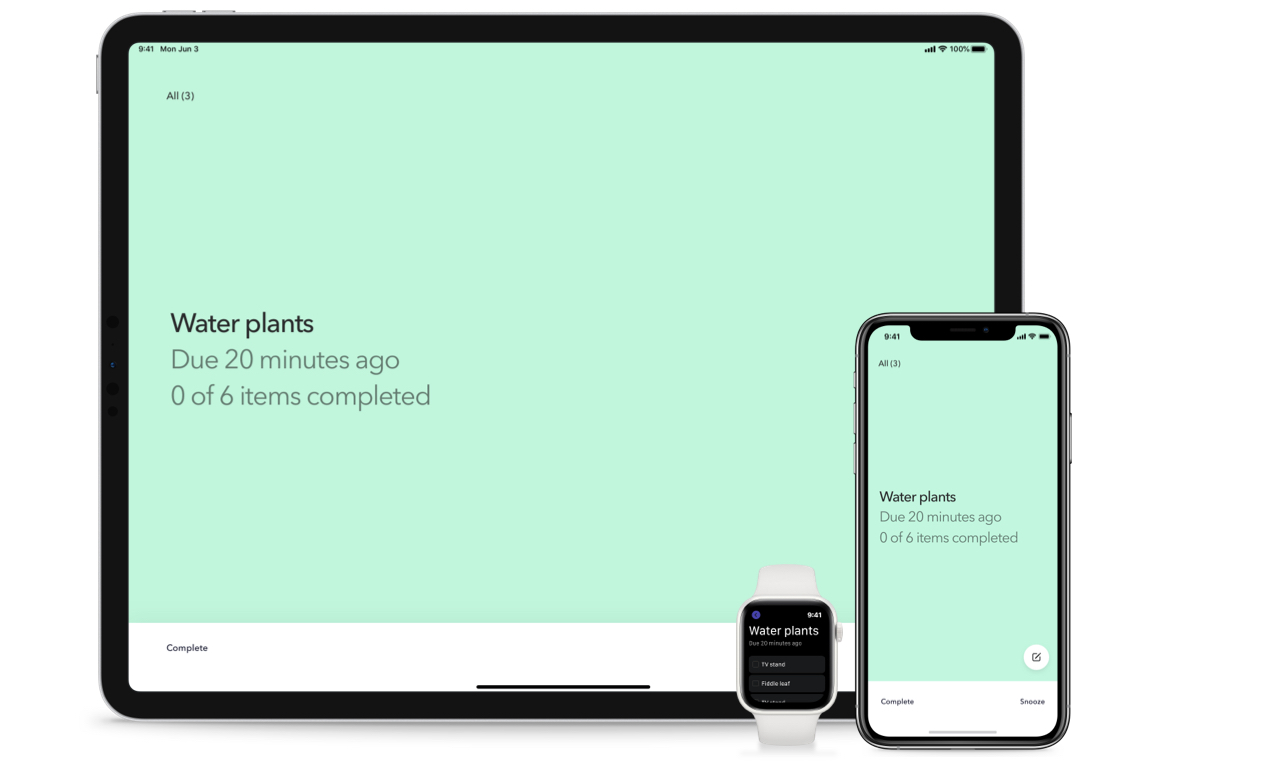 9:41 Mon Jun 3
100%
All (3)
Water plants
Due 20 minutes ago
0 of 6 items completed
Complete
9:41
Water plants
Due 20 minutes ago
TV stand
Fiddle leaf
9:41
All (3)
Water plants
Due 20 minutes ago
0 of 6 items completed
Complete
Snooze